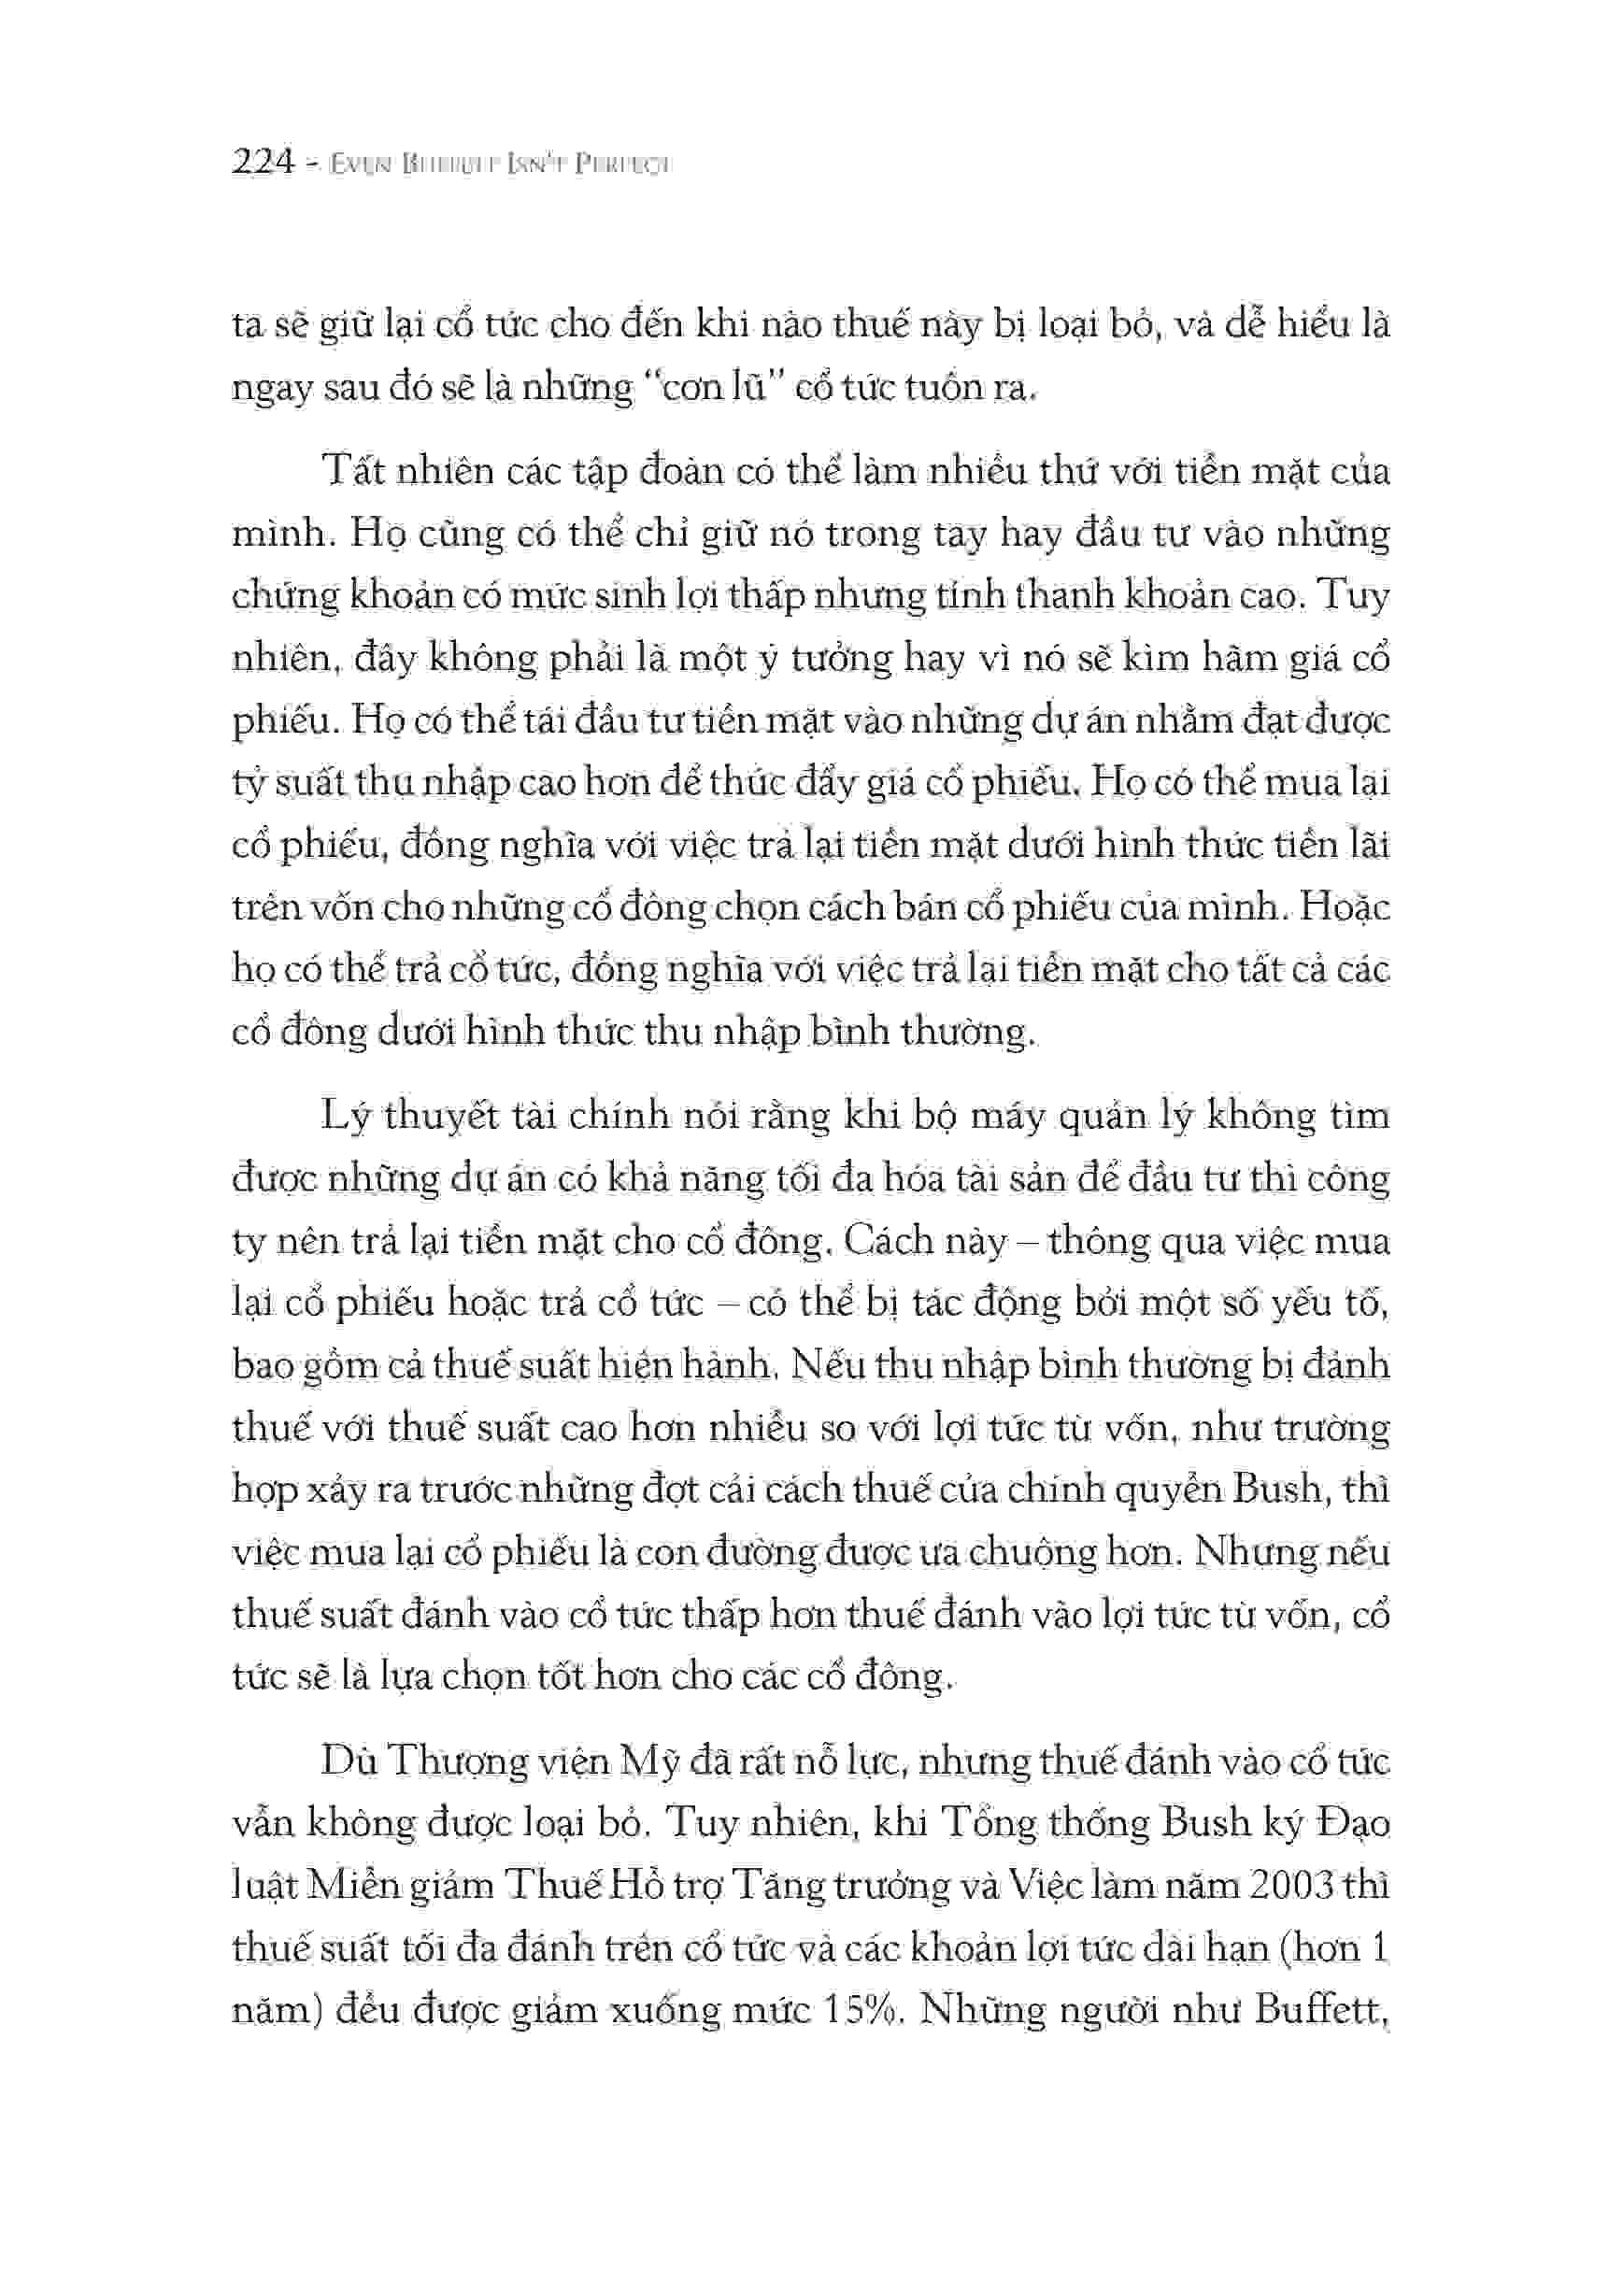 224 - EVEN BUFFETT ISN'T PERFECT
ta sẽ giữ lại cổ tức cho đến khi nào thuế này bị loại bỏ, và dễ hiểu là
ngay sau đó sẽ là những “cơn lũ” cổ tức tuôn ra.
Tất nhiên các tập đoàn có thể làm nhiều thứ với tiền mặt của
mình. Họ cũng có thể chỉ giữ nó trong tay hay đầu tư vào những
chứng khoán có mức sinh lợi thấp nhưng tính thanh khoản cao. Tuy
nhiên, đây không phải là một ý tưởng hay vì nó sẽ kìm hãm giá cổ
phiếu. Họ có thể tái đầu tư tiền mặt vào những dự án nhằm đạt được
tỷ suất thu nhập cao hơn để thúc đẩy giá cổ phiếu. Họ có thể mua lại
cổ phiếu, đồng nghĩa với việc trả lại tiền mặt dưới hình thức tiền lãi
trên vốn cho những cổ đông chọn cách bán cổ phiếu của mình. Hoặc
họ có thể trả cổ tức, đồng nghĩa với việc trả lại tiền mặt cho tất cả các
cổ đông dưới hình thức thu nhập bình thường.
Lý thuyết tài chính nói rằng khi bộ máy quản lý không tìm
được những dự án có khả năng tối đa hóa tài sản để đầu tư thì công
ty nên trả lại tiền mặt cho cổ đông. Cách này – thông qua việc mua
lại cổ phiếu hoặc trả cổ tức – có thể bị tác động bởi một số yếu tố,
bao gồm cả thuế suất hiện hành. Nếu thu nhập bình thường bị đánh
thuế với thuế suất cao hơn nhiều so với lợi tức từ vốn, như trường
hợp xảy ra trước những đợt cải cách thuế của chính quyền Bush, thì
việc mua lại cổ phiếu là con đường được ưa chuộng hơn. Nhưng nếu
thuế suất đánh vào cổ tức thấp hơn thuế đánh vào lợi tức từ vốn, cổ
tức sẽ là lựa chọn tốt hơn cho các cổ đông.
Dù Thượng viện Mỹ đã rất nỗ lực, nhưng thuế đánh vào cổ tức
vẫn không được loại bỏ. Tuy nhiên, khi Tổng thống Bush ký Đạo
luật Miễn giảm Thuế Hỗ trợ Tăng trưởng và Việc làm năm 2003 thì
thuế suất tối đa đánh trên cổ tức và các khoản lợi tức dài hạn (hơn 1
năm) đều được giảm xuống mức 15%. Những người như Buffett,